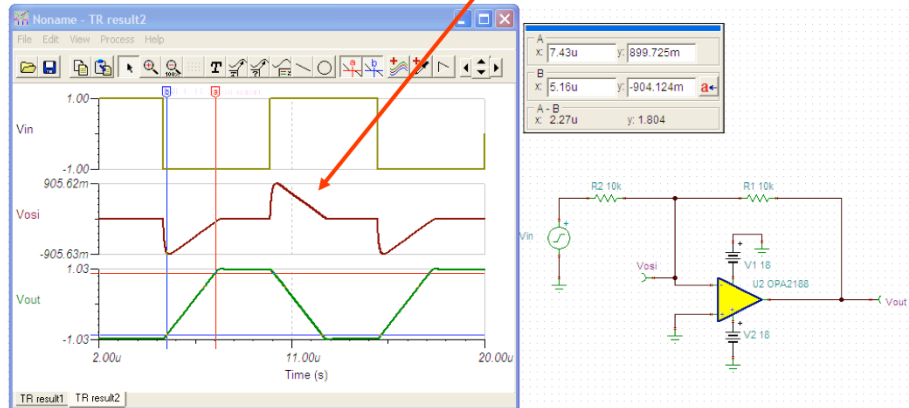 Noname - TR result2
File Edit View Process Help
T
a
b
b
a
Vin
1.00
-1.00
Vosi
905.62m
-905.63m
Vout
1.03
-1.03
2.00u
11.00u
20.00u
Time (s)
TR result1 TR result2
A
x: 7.43u y: 899.725m
B
x: 5.16u y: -904.124m
a
A - B
x: 2.27u y: 1.804
R2 10k
R1 10k
Vin
+
Vosi
+
V1 18
U2 OPA2188
Vout
+
V2 18